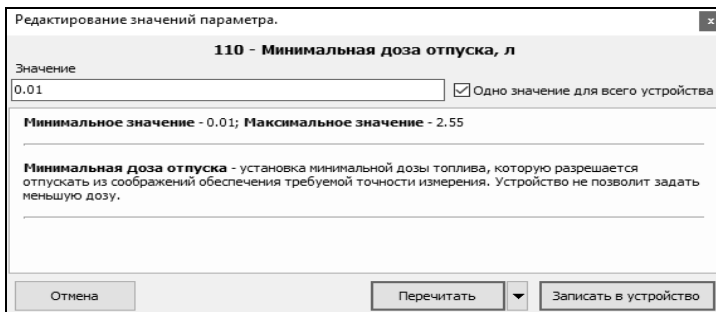 Редактирование значений параметра.
x
110 - Минимальная доза отпуска, л
Значение
0.01
Одно значение для всего устройства
Минимальное значение - 0.01; Максимальное значение - 2.55
Минимальная доза отпуска - установка минимальной дозы топлива, которую разрешается
отпускать из соображений обеспечения требуемой точности измерения. Устройство не позволит задать
меньшую дозу.
Отмена
Перечитать
Записать в устройство